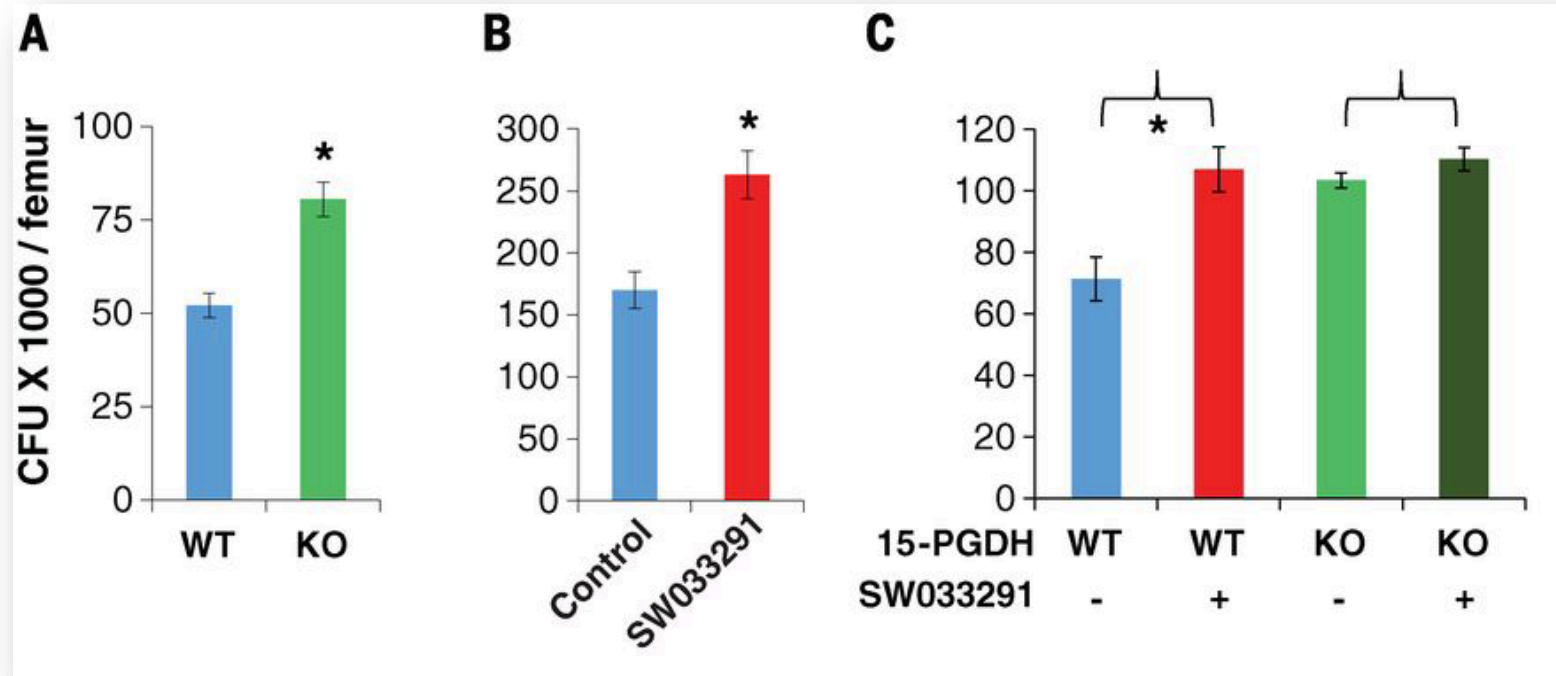 A
CFU X 1000 / femur
100
75
50
25
0
*
WT KO
B
300
250
200
150
100
50
0
*
Control SW033291
C
120
100
80
60
40
20
0
*
15-PGDH WT WT KO KO
SW033291 - + - +